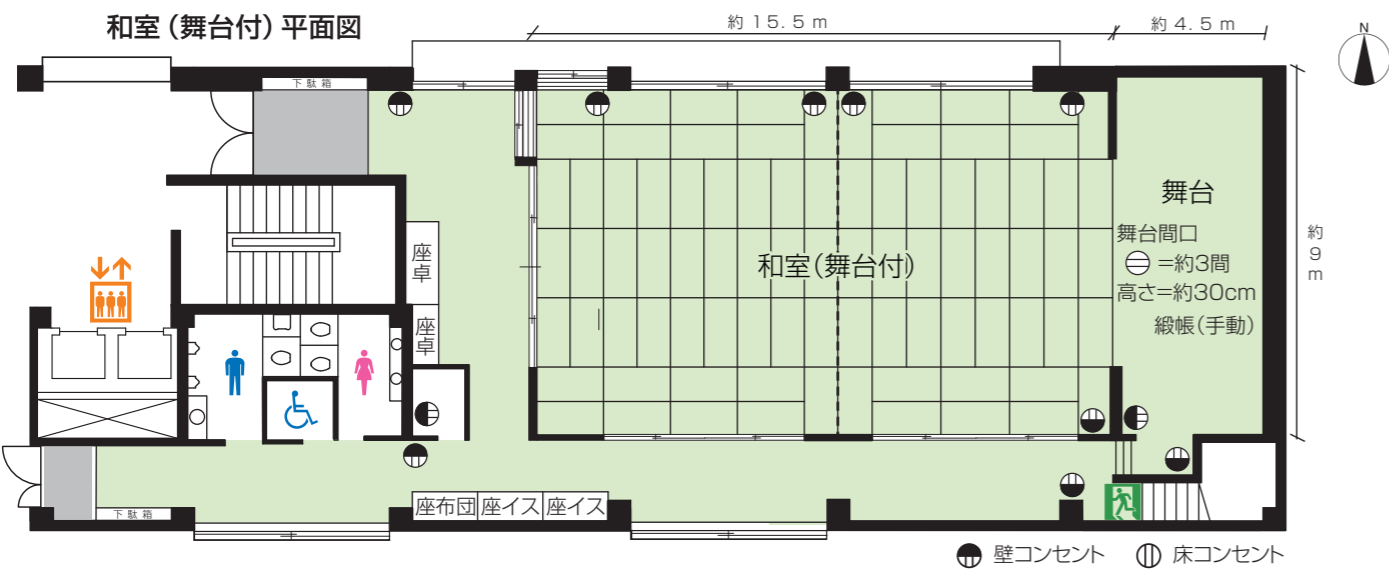 和室（舞台付）平面図
約 15.5 m
約 4.5 m
N
下駄箱
舞台
舞台間口
=約3間
高さ=約30cm
緞帳(手動)
約9m
座卓
座卓
和室(舞台付)
座布団
座イス
座イス
下駄箱
壁コンセント
床コンセント